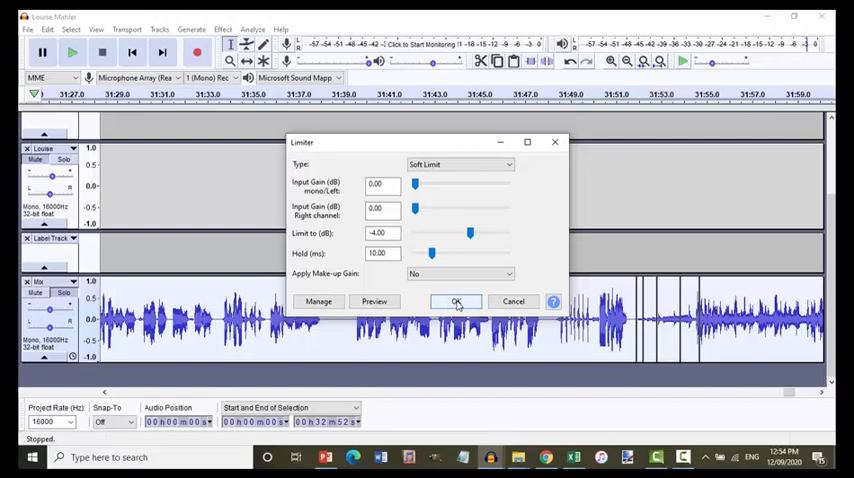 Louise Mahler
File Edit Select View Transport Tracks Generate Effect Analyze Help
-57 -54 -51 -48 -45 -42 - Click to Start Monitoring !1 -18 -15 -12 -9 -6 -3 0
-57 -54 -51 -48 -45 -42 -39 -36 -33 -30 -27 -24 -21 -18 -15 -12 -9 -6 -3 0
MME Microphone Array (Rea 1 (Mono) Rec Microsoft Sound Mapp
31:27.0 31:29.0 31:31.0 31:33.0 31:35.0 31:37.0 31:39.0 31:41.0 31:43.0 31:45.0 31:47.0 31:49.0 31:51.0 31:53.0 31:55.0 31:57.0 31:59.0
× Louise
Mute Solo
Mono, 16000Hz
32-bit float
1.0
0.5
0.0
-0.5
-1.0
× Label Track
× Mix
Mute Solo
Mono, 16000Hz
32-bit float
1.0
0.5
0.0
-0.5
-1.0
Limiter
Type: Soft Limit
Input Gain (dB)
mono/Left: 0.00
Input Gain (dB)
Right channel: 0.00
Limit to (dB): -4.00
Hold (ms): 10.00
Apply Make-up Gain: No
Manage Preview OK Cancel ?
Project Rate (Hz): Snap-To Audio Position Start and End of Selection
16000 Off 00 h 00 m 00 s 00 h 00 m 00 s 00 h 32 m 52 s
Stopped.
Type here to search
ENG
12:54 PM
12/09/2020
15